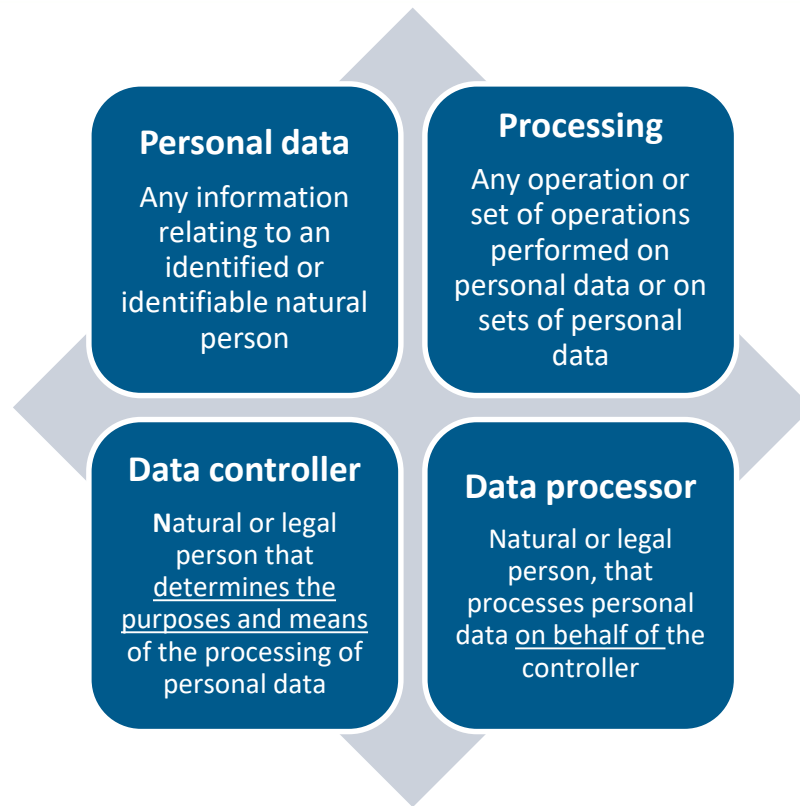 Personal data
Any information
relating to an
identified or
identifiable natural
person
Processing
Any operation or
set of operations
performed on
personal data or on
sets of personal
data
Data controller
Natural or legal
person that
determines the
purposes and means
of the processing of
personal data
Data processor
Natural or legal
person, that
processes personal
data on behalf of the
controller